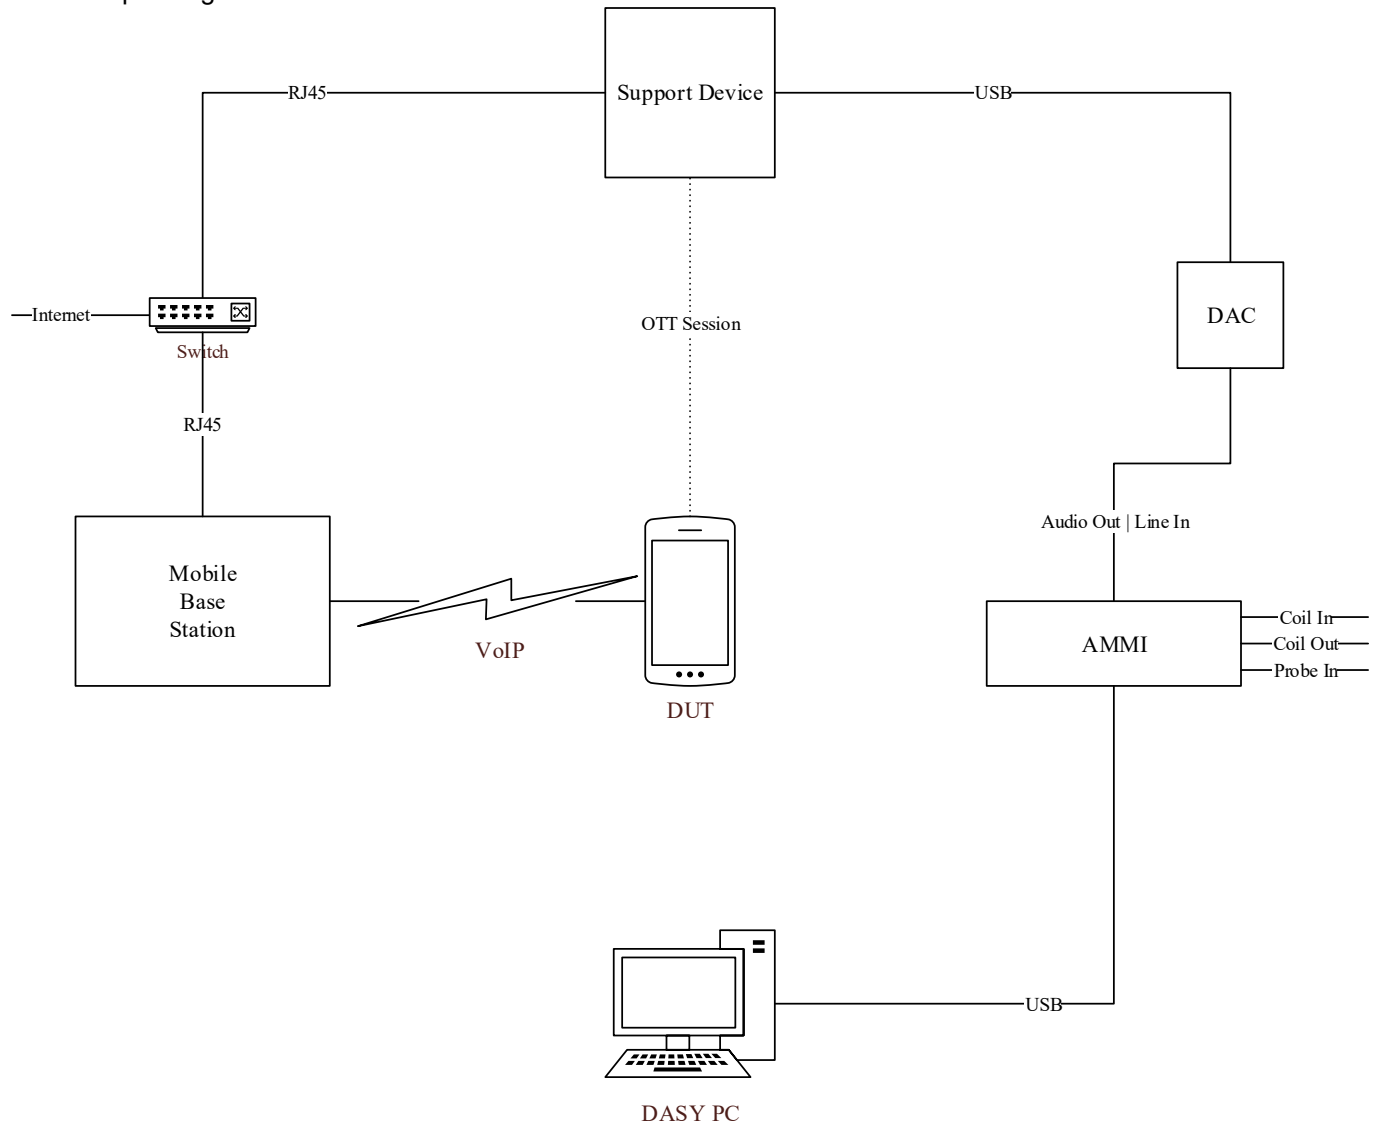 Support Device
RJ45
USB
Internet
Switch
OTT Session
DAC
RJ45
Audio Out | Line In
Mobile
Base
Station
VoIP
DUT
AMMI
Coil In
Coil Out
Probe In
USB
DASY PC